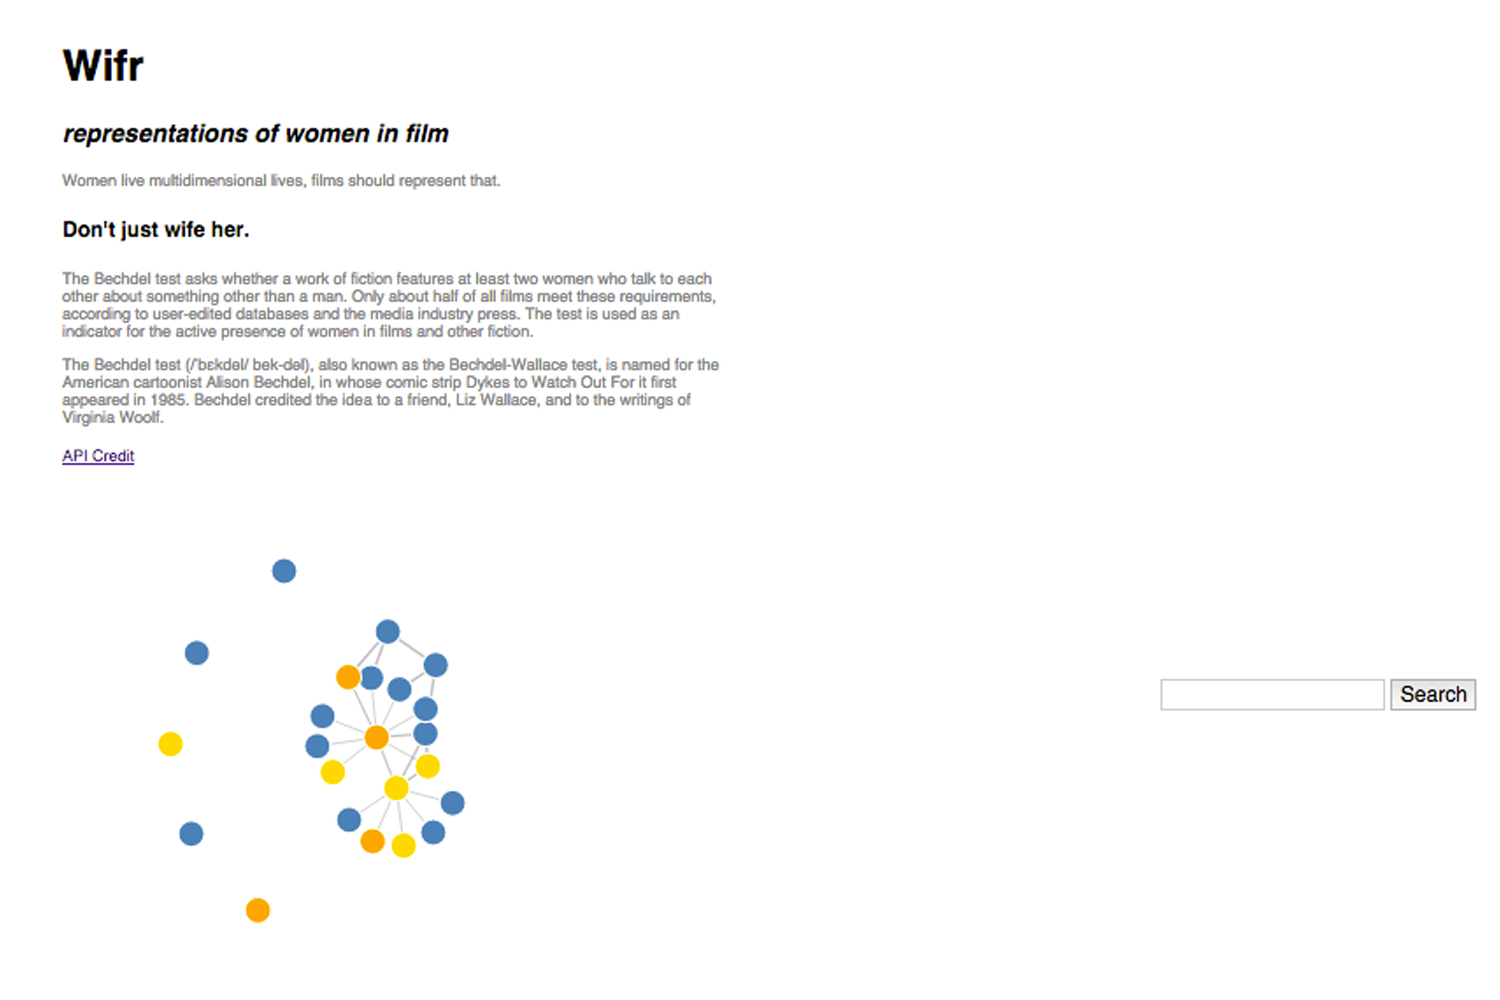 Wifr
representations of women in film
Women live multidimensional lives, films should represent that.
Don't just wife her.
The Bechdel test asks whether a work of fiction features at least two women who talk to each
other about something other than a man. Only about half of all films meet these requirements,
according to user-edited databases and the media industry press. The test is used as an
indicator for the active presence of women in films and other fiction.
The Bechdel test (/ˈbɛkdəl/ bek-dəl), also known as the Bechdel-Wallace test, is named for the
American cartoonist Alison Bechdel, in whose comic strip Dykes to Watch Out For it first
appeared in 1985. Bechdel credited the idea to a friend, Liz Wallace, and to the writings of
Virginia Woolf.
API Credit
Search